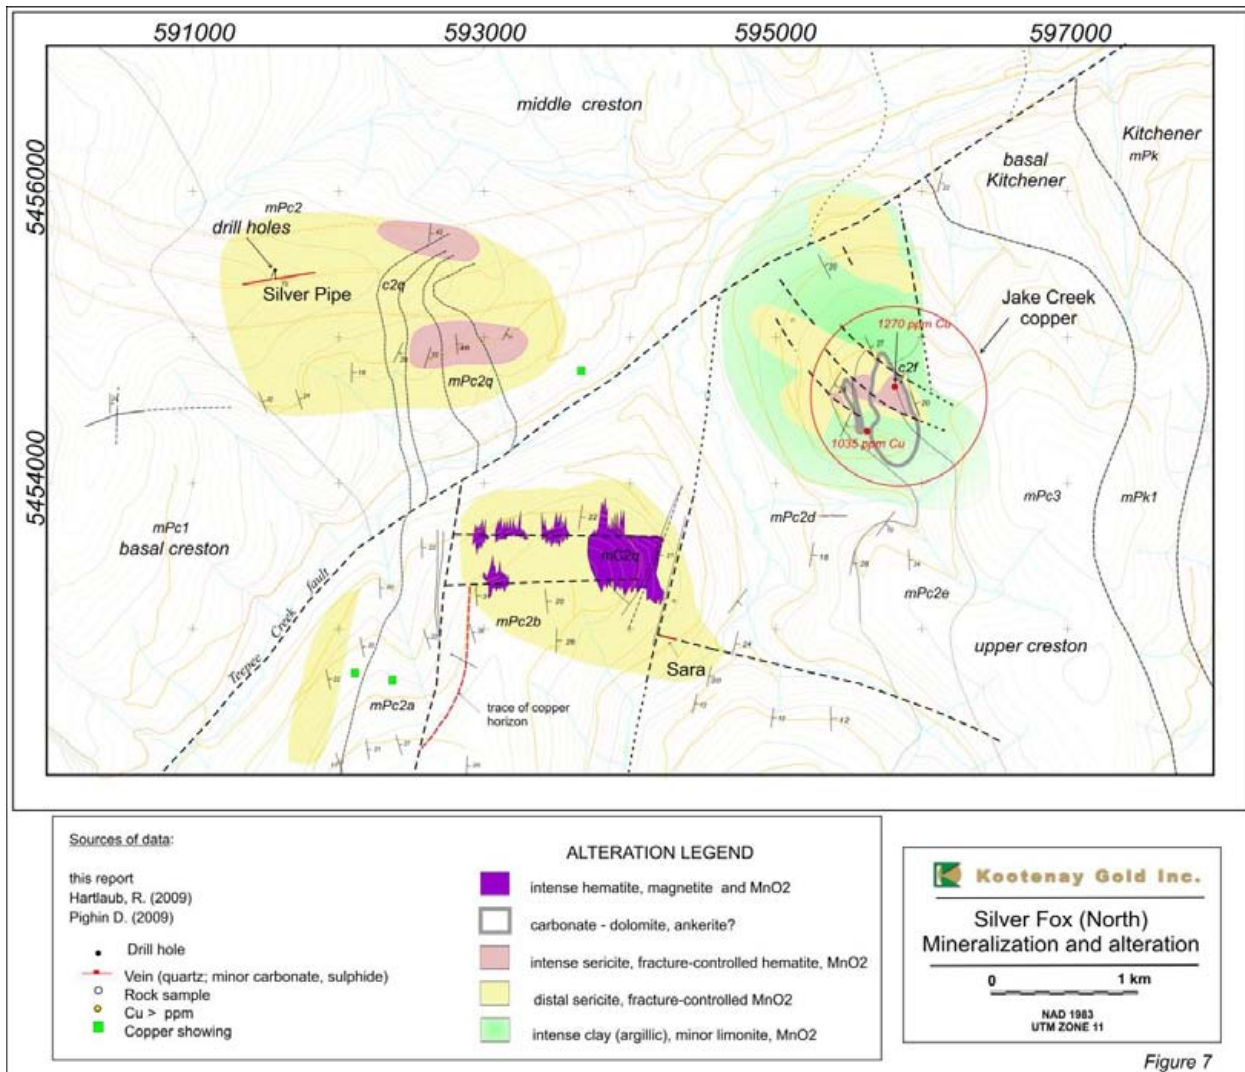 591000 593000 595000 597000
5456000
5454000
middle creston
Kitchener
mPk
basal
Kitchener
mPc2
drill holes
Silver Pipe
c2q
mPc2q
Jake Creek
copper
1270 ppm Cu
c2f
1035 ppm Cu
mPc3
mPk1
mPc1
basal creston
mPc2d
mPc2e
mPc2b
upper creston
Sara
Teepee Creek fault
mPc2a
trace of copper
horizon
Sources of data:
this report
Hartlaub, R. (2009)
Pighin D. (2009)
Drill hole
Vein (quartz; minor carbonate, sulphide)
Rock sample
Cu > ppm
Copper showing
ALTERATION LEGEND
intense hematite, magnetite and MnO2
carbonate - dolomite, ankerite?
intense sericite, fracture-controlled hematite, MnO2
distal sericite, fracture-controlled MnO2
intense clay (argillic), minor limonite, MnO2
Kootenay Gold Inc.
Silver Fox (North)
Mineralization and alteration
0 1 km
NAD 1983
UTM ZONE 11
Figure 7